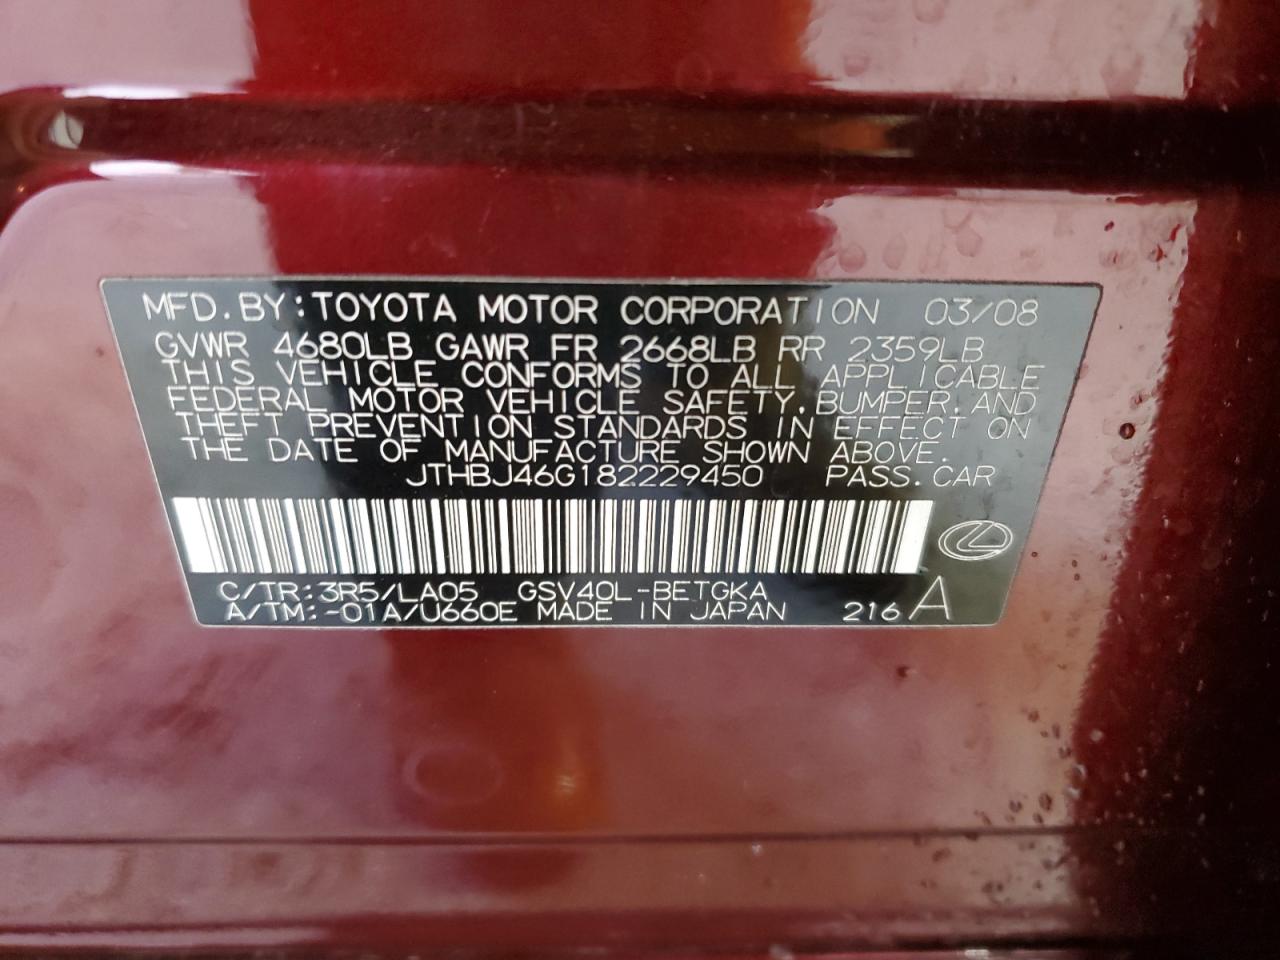 MFD. BY: TOYOTA MOTOR CORPORATION 03/08
GVWR 4680LB GAWR FR 2668LB RR 2359LB
THIS VEHICLE CONFORMS TO ALL APPLICABLE
FEDERAL MOTOR VEHICLE SAFETY, BUMPER, AND
THEFT PREVENTION STANDARDS IN EFFECT ON
THE DATE OF MANUFACTURE SHOWN ABOVE.
JTHBJ46G182229450 PASS. CAR
C/TR: 3R5/LA05 GSV40L-BETGKA
A/TM: -01A/U660E MADE IN JAPAN 216 A